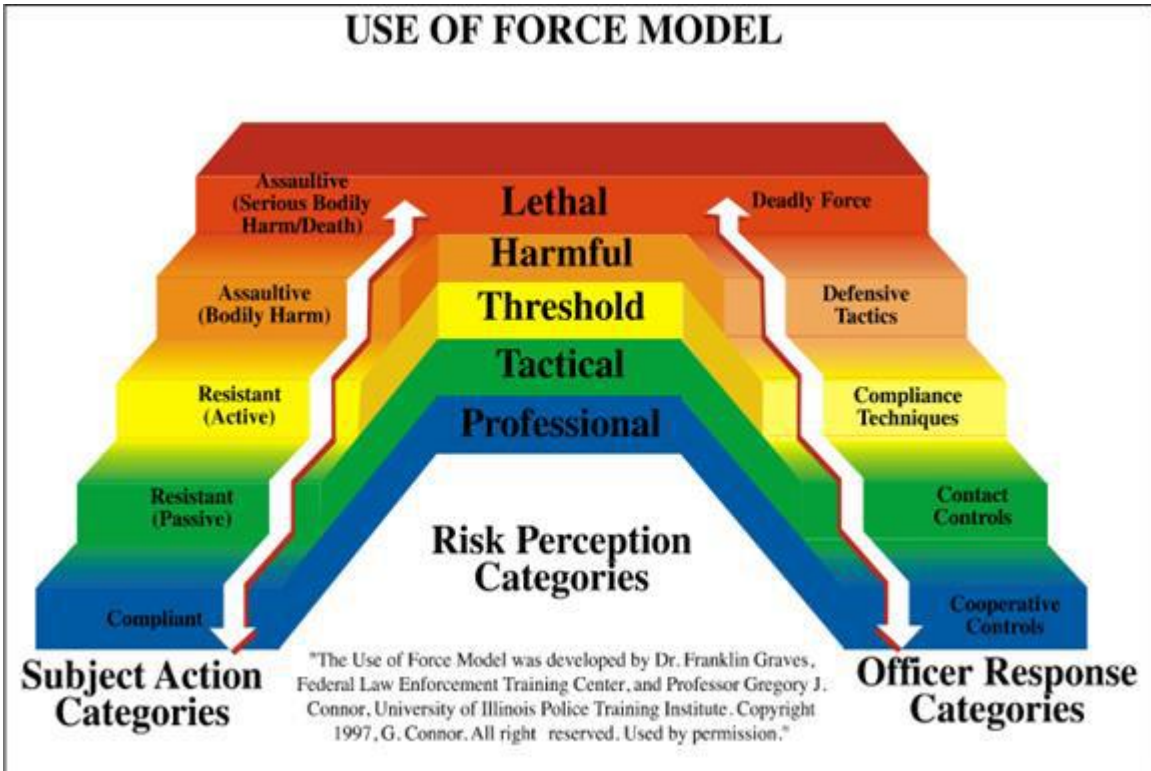 USE OF FORCE MODEL
Assaultive
(Serious Bodily
Harm/Death)
Lethal
Deadly Force
Harmful
Assaultive
(Bodily Harm)
Defensive
Tactics
Threshold
Tactical
Resistant
(Active)
Compliance
Techniques
Professional
Resistant
(Passive)
Contact
Controls
Risk Perception
Categories
Compliant
Cooperative
Controls
Subject Action
Categories
"The Use of Force Model was developed by Dr. Franklin Graves,
Federal Law Enforcement Training Center, and Professor Gregory J.
Connor, University of Illinois Police Training Institute. Copyright
1997, G. Connor. All right reserved. Used by permission."
Officer Response
Categories